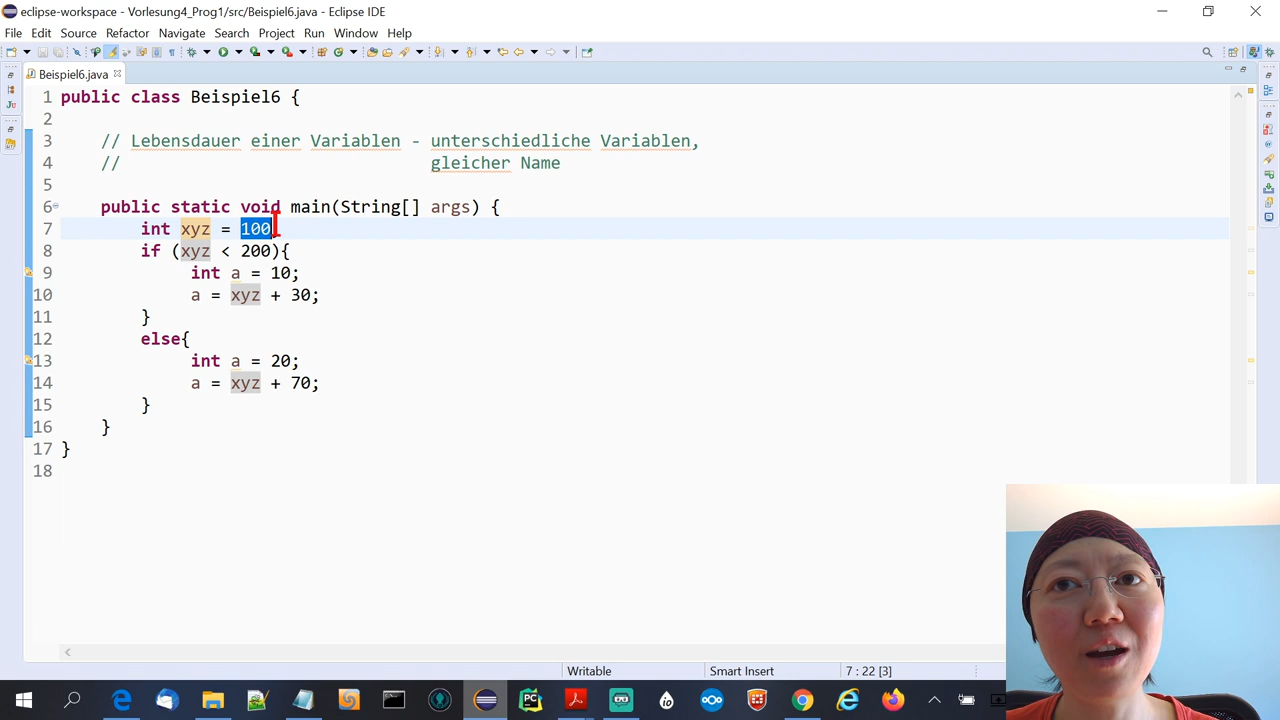 eclipse-workspace - Vorlesung4_Prog1/src/Beispiel6.java - Eclipse IDE
File Edit Source Refactor Navigate Search Project Run Window Help
Beispiel6.java
1 public class Beispiel6 {
2
3 // Lebensdauer einer Variablen - unterschiedliche Variablen,
4 // gleicher Name
5
6 public static void main(String[] args) {
7 int xyz = 100
8 if (xyz < 200){
9 int a = 10;
10 a = xyz + 30;
11 }
12 else{
13 int a = 20;
14 a = xyz + 70;
15 }
16 }
17 }
18
Writable Smart Insert 7 : 22 [3]